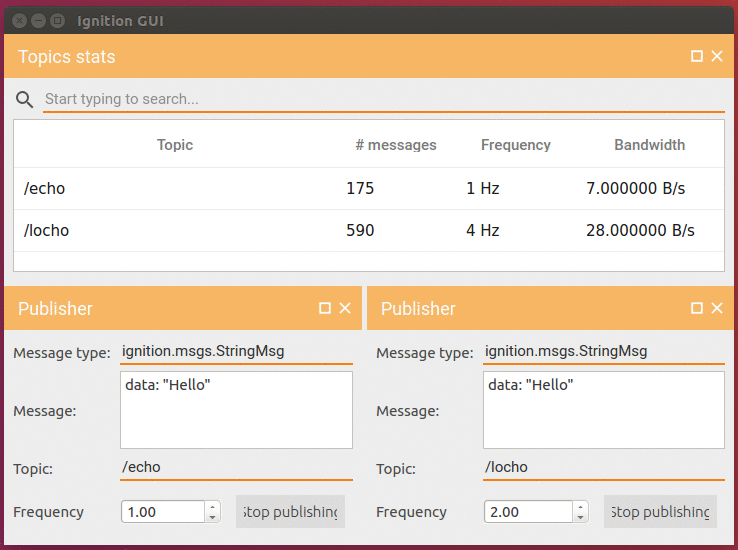 Ignition GUI
Topics stats
Start typing to search...
Topic # messages Frequency Bandwidth
/echo 175 1 Hz 7.000000 B/s
/locho 590 4 Hz 28.000000 B/s
Publisher Publisher
Message type: ignition.msgs.StringMsg Message type: ignition.msgs.StringMsg
data: "Hello" data: "Hello"
Message: Message:
Topic: /echo Topic: /locho
Frequency 1.00 Stop publishing Frequency 2.00 Stop publishing